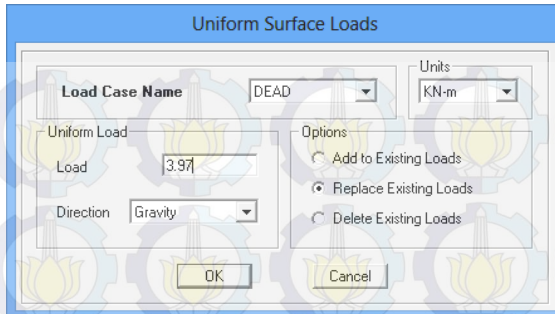 Uniform Surface Loads
Units
Load Case Name DEAD KN-m
Uniform Load
Load 3.97
Direction Gravity
Options
Add to Existing Loads
Replace Existing Loads
Delete Existing Loads
OK Cancel